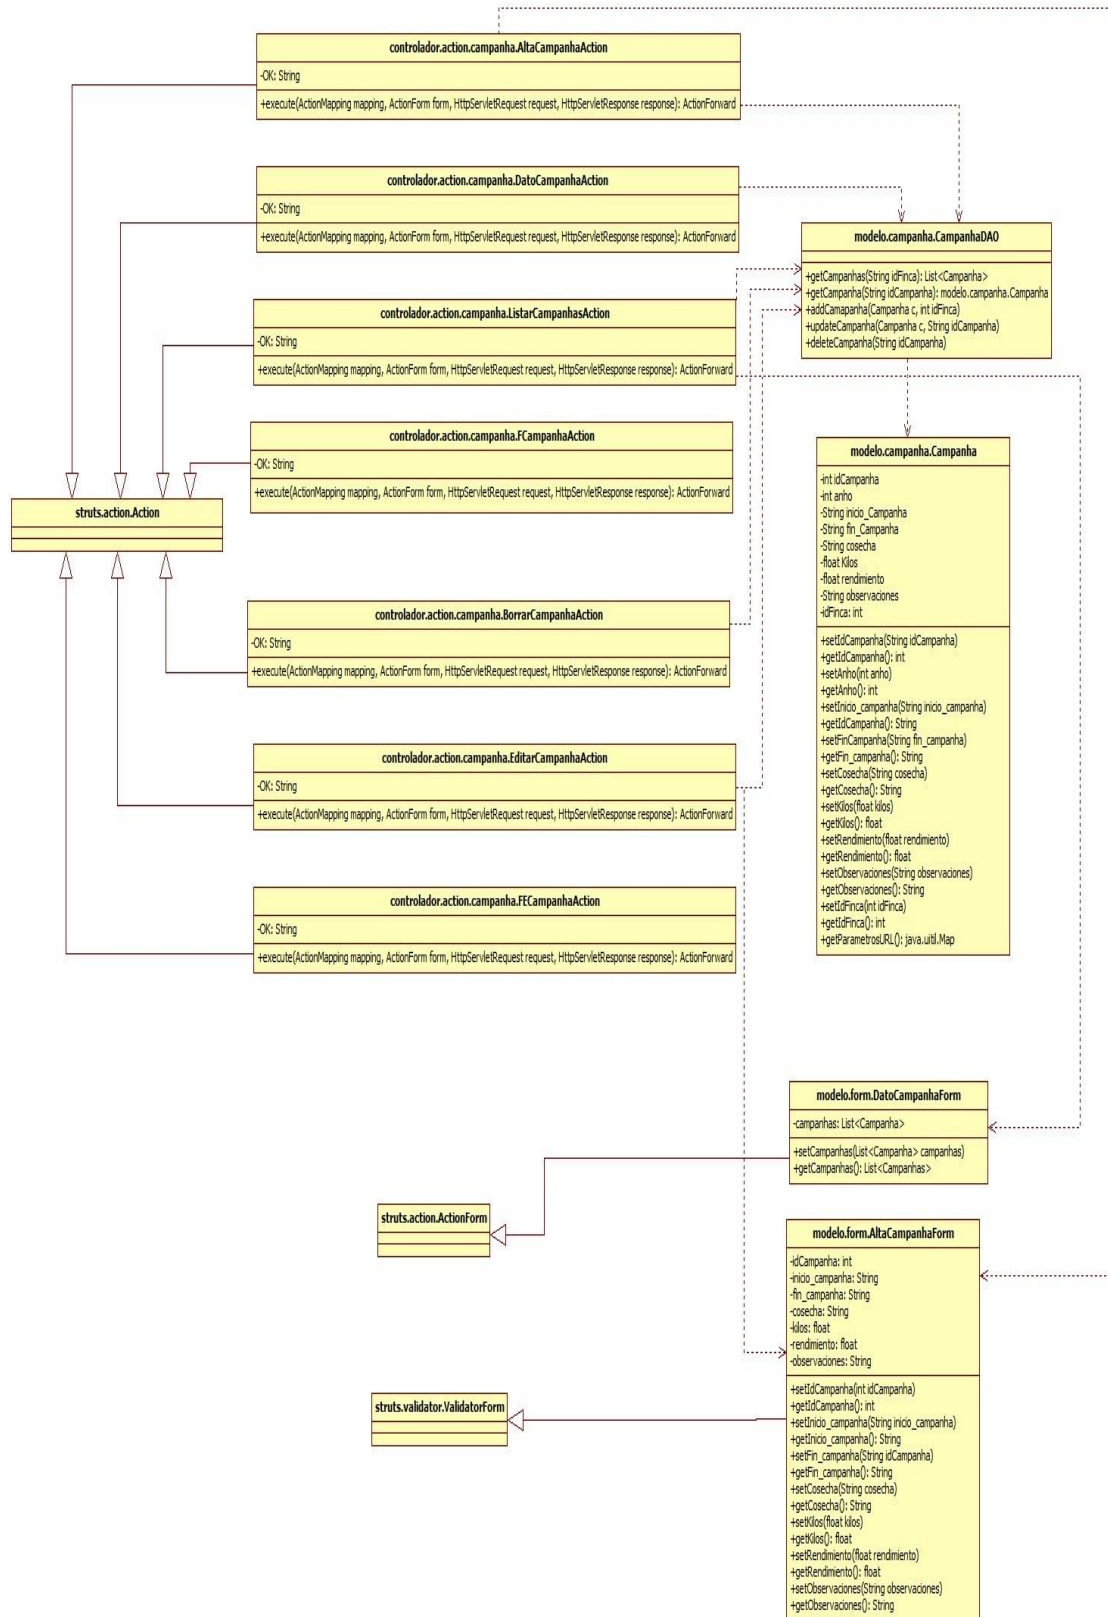 controlador.action.campanha.AltaCampanhaAction
-OK: String
+execute(ActionMapping mapping, ActionForm form, HttpServletRequest request, HttpServletResponse response): ActionForward
controlador.action.campanha.DatoCampanhaAction
-OK: String
+execute(ActionMapping mapping, ActionForm form, HttpServletRequest request, HttpServletResponse response): ActionForward
modelo.campanha.CampanhaDAO
+getCampanhas(String idFinca): List<Campanha>
+getCampanha(String idCampanha): modelo.campanha.Campanha
+addCamapanha(Campanha c, int idFinca)
+updateCampanha(Campanha c, String idCampanha)
+deleteCampanha(String idCampanha)
controlador.action.campanha.ListarCampanhasAction
-OK: String
+execute(ActionMapping mapping, ActionForm form, HttpServletRequest request, HttpServletResponse response): ActionForward
controlador.action.campanha.FCampanhaAction
-OK: String
+execute(ActionMapping mapping, ActionForm form, HttpServletRequest request, HttpServletResponse response): ActionForward
modelo.campanha.Campanha
-int idCampanha
-int anho
-String inicio_Campanha
-String fin_Campanha
-String cosecha
-float Kilos
-float rendimiento
-String observaciones
-idFinca: int
+setIdCampanha(String idCampanha)
+getIdCampanha(): int
+setAnho(int anho)
+getAnho(): int
+setInicio_campanha(String inicio_campanha)
+getIdCampanha(): String
+setFinCampanha(String fin_campanha)
+getFin_campanha(): String
+setCosecha(String cosecha)
+getCosecha(): String
+setKilos(float kilos)
+getKilos(): float
+setRendimiento(float rendimiento)
+getRendimiento(): float
+setObservaciones(String observaciones)
+getObservaciones(): String
+setIdFinca(int idFinca)
+getIdFinca(): int
+getParametrosURL(): java.uitil.Map
struts.action.Action
controlador.action.campanha.BorrarCampanhaAction
-OK: String
+execute(ActionMapping mapping, ActionForm form, HttpServletRequest request, HttpServletResponse response): ActionForward
controlador.action.campanha.EditarCampanhaAction
-OK: String
+execute(ActionMapping mapping, ActionForm form, HttpServletRequest request, HttpServletResponse response): ActionForward
controlador.action.campanha.FECampanhaAction
-OK: String
+execute(ActionMapping mapping, ActionForm form, HttpServletRequest request, HttpServletResponse response): ActionForward
modelo.form.DatoCampanhaForm
-campanhas: List<Campanha>
+setCampanhas(List<Campanha> campanhas)
+getCampanhas(): List<Campanhas>
struts.action.ActionForm
modelo.form.AltaCampanhaForm
-idCampanha: int
-inicio_campanha: String
-fin_campanha: String
-cosecha: String
-kilos: float
-rendimiento: float
-observaciones: String
+setIdCampanha(int idCampanha)
+getIdCampanha(): int
+setInicio_campanha(String inicio_campanha)
+getInicio_campanha(): String
+setFin_campanha(String idCampanha)
+getFin_campanha(): String
+setCosecha(String cosecha)
+getCosecha(): String
+setKilos(float kilos)
+getKilos(): float
+setRendimiento(float rendimiento)
+getRendimiento(): float
+setObservaciones(String observaciones)
+getObservaciones(): String
struts.validator.ValidatorForm